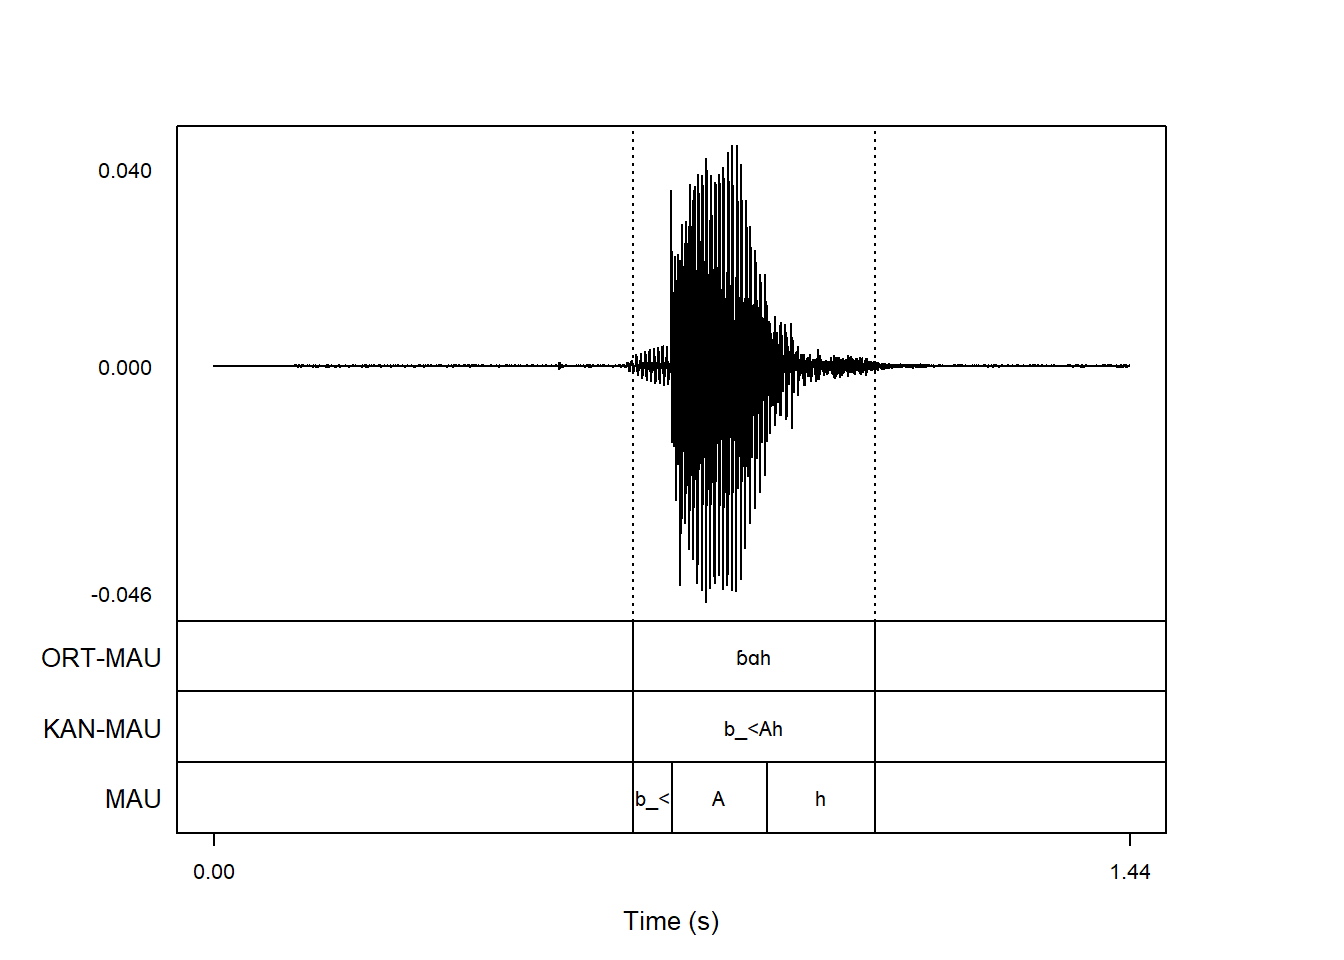 0.040
0.000
-0.046
ORT-MAU ɓɑh
KAN-MAU b_<Ah
MAU b_< A h
0.00 1.44
Time (s)